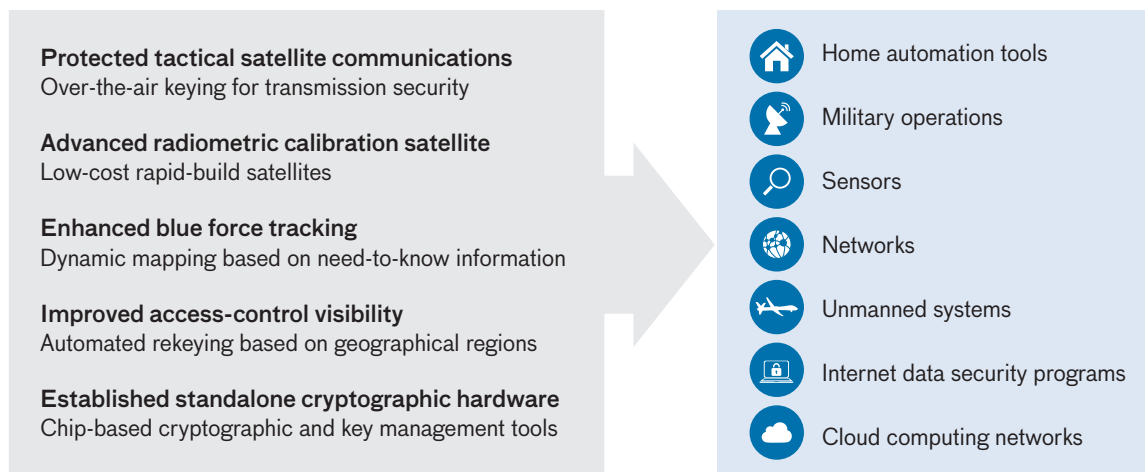 Protected tactical satellite communications
Over-the-air keying for transmission security
Advanced radiometric calibration satellite
Low-cost rapid-build satellites
Enhanced blue force tracking
Dynamic mapping based on need-to-know information
Improved access-control visibility
Automated rekeying based on geographical regions
Established standalone cryptographic hardware
Chip-based cryptographic and key management tools
Home automation tools
Military operations
Sensors
Networks
Unmanned systems
Internet data security programs
Cloud computing networks